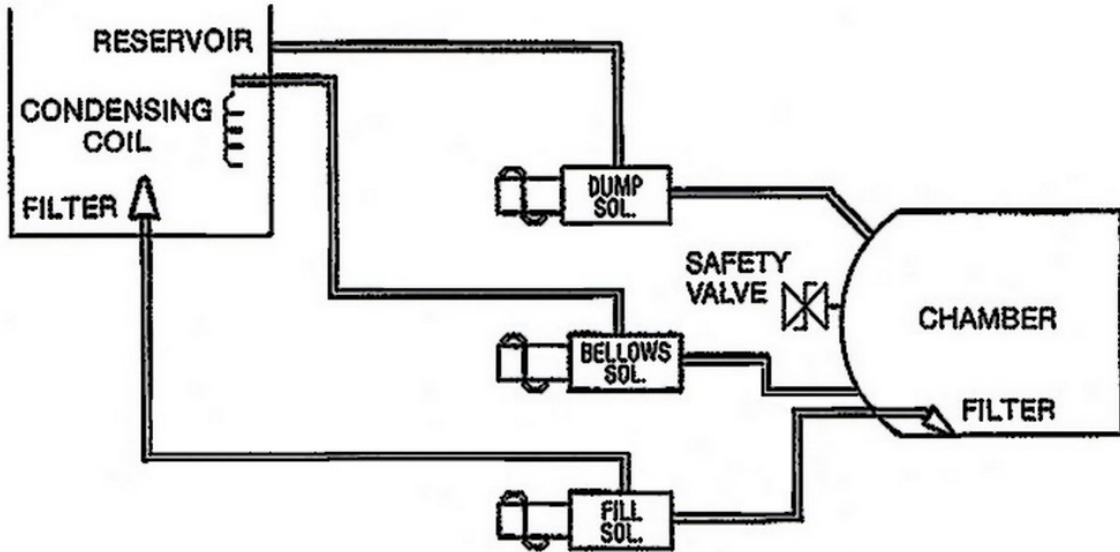 RESERVOIR
CONDENSING
COIL
FILTER
DUMP
SOL.
SAFETY
VALVE
CHAMBER
BELLOWS
SOL.
FILTER
FILL
SOL.